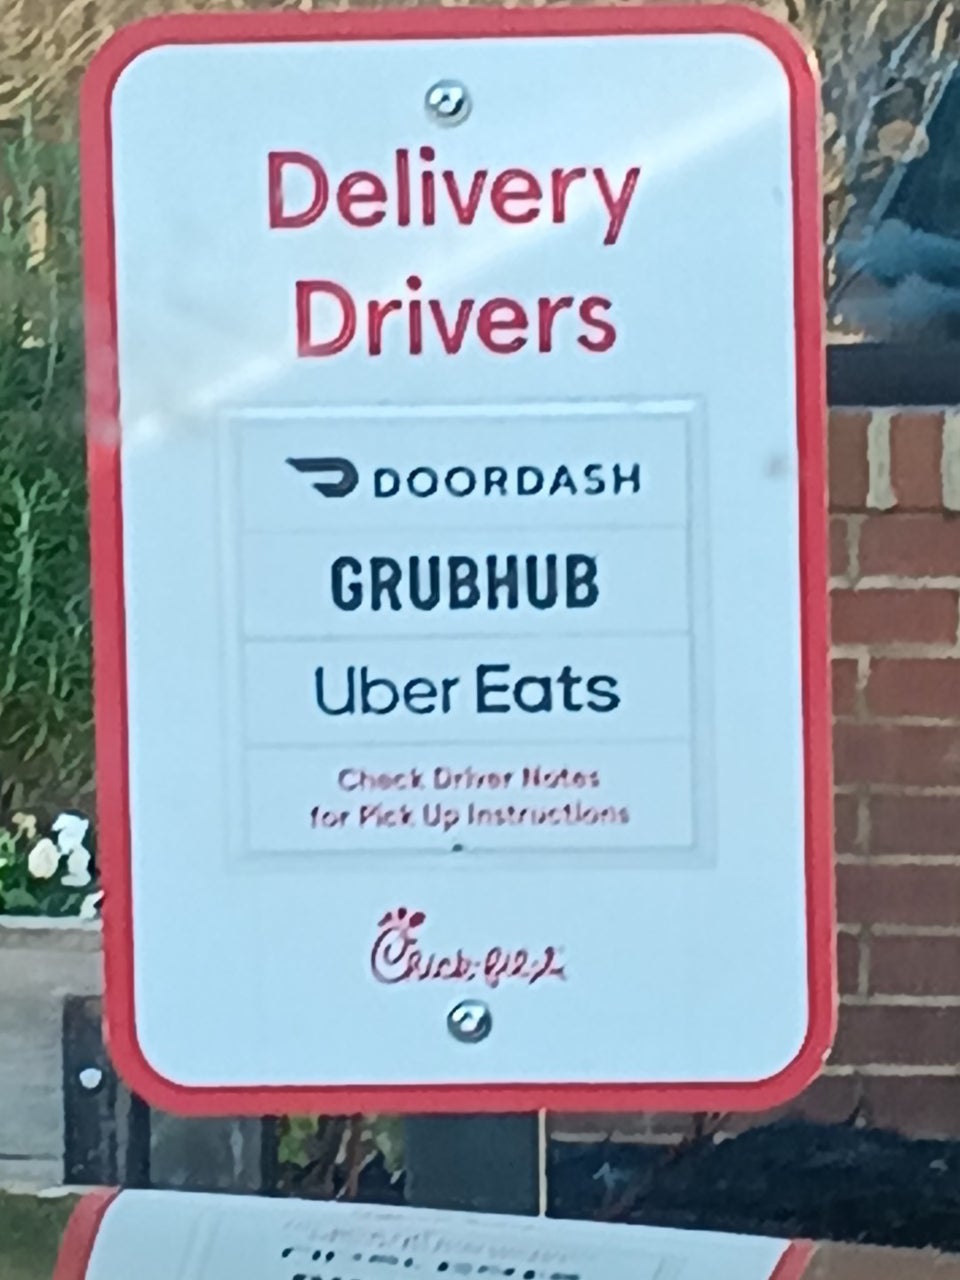 Delivery
Drivers
DOORDASH
GRUBHUB
Uber Eats
Check Driver Notes
for Pick Up Instructions
Chick-fil-A